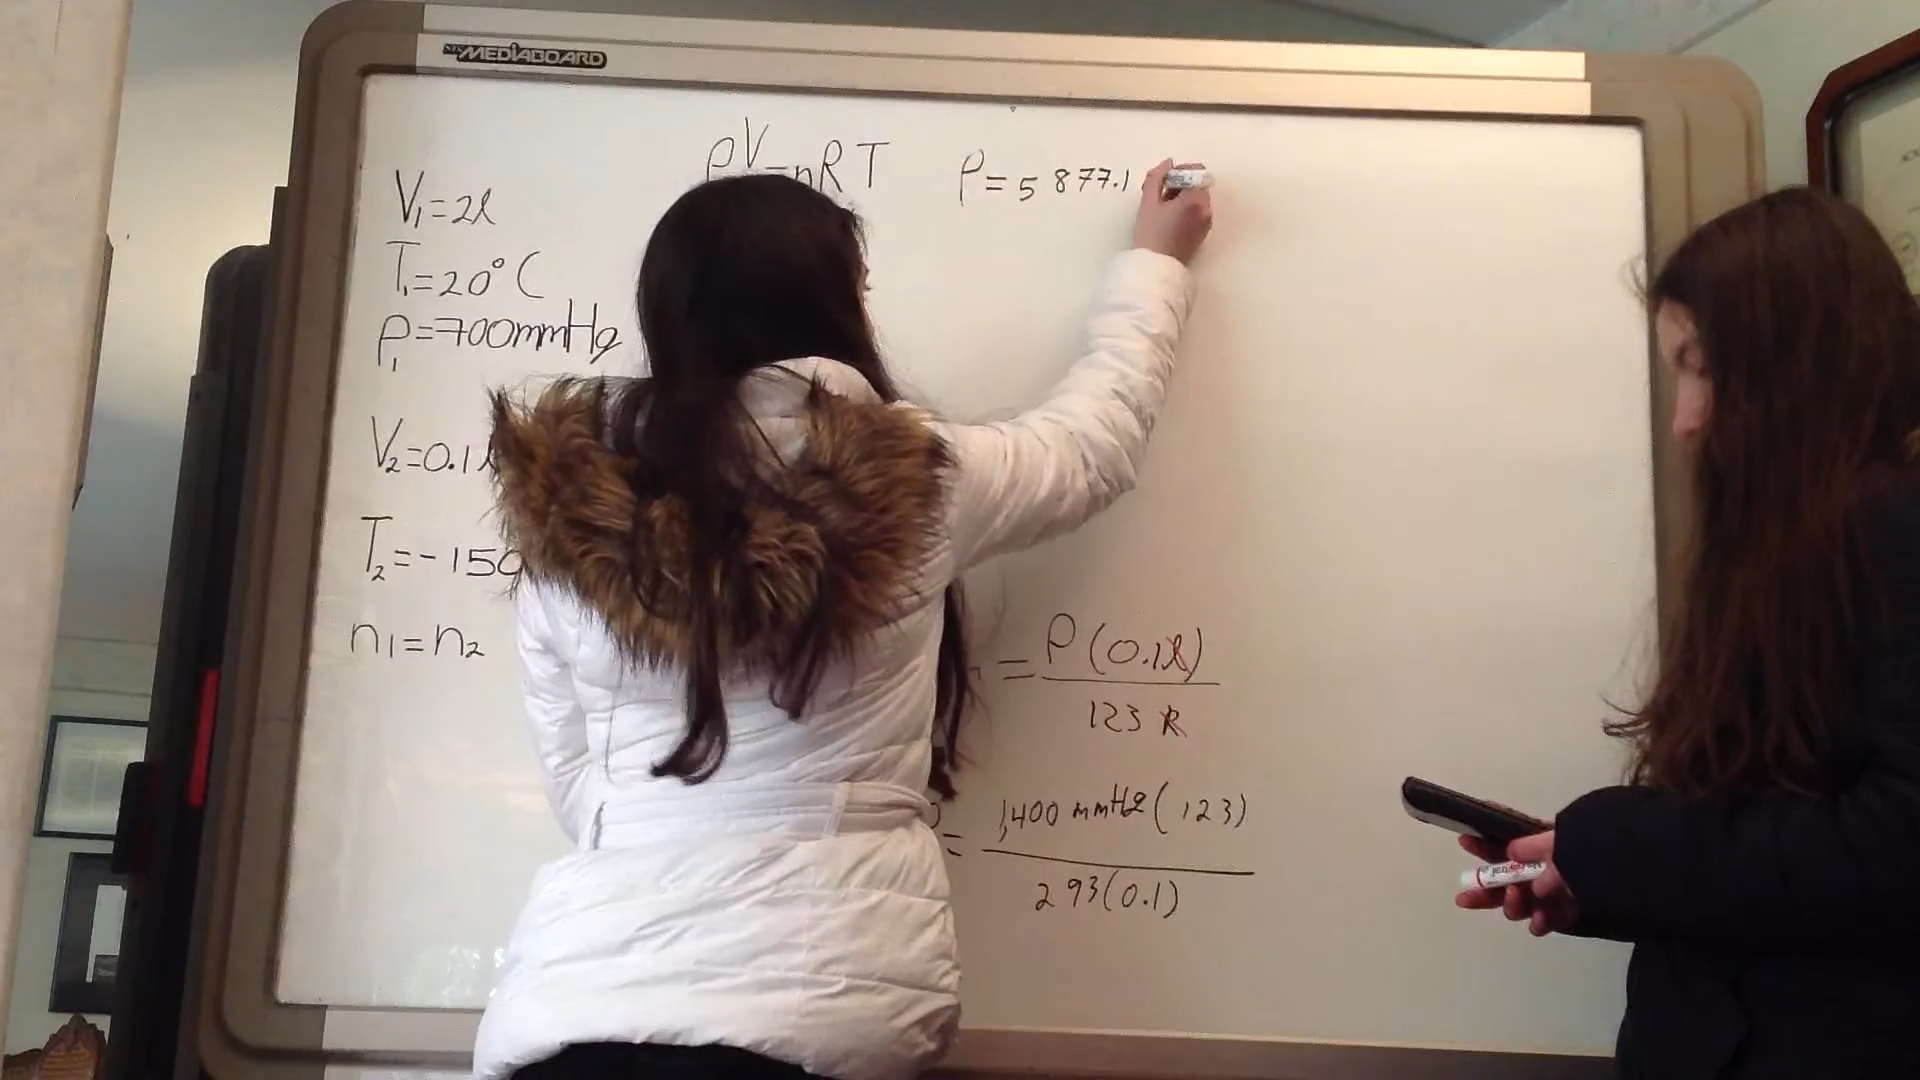 MEDIABOARD
PV=nRT
P=5877.1
V₁=2l
T₁=20°C
P₁=700mmHg
V₂=0.1l
T₂=-150
n1=n2
=P(0.1l)
123 K
=1,400 mmHg(123)
293(0.1)